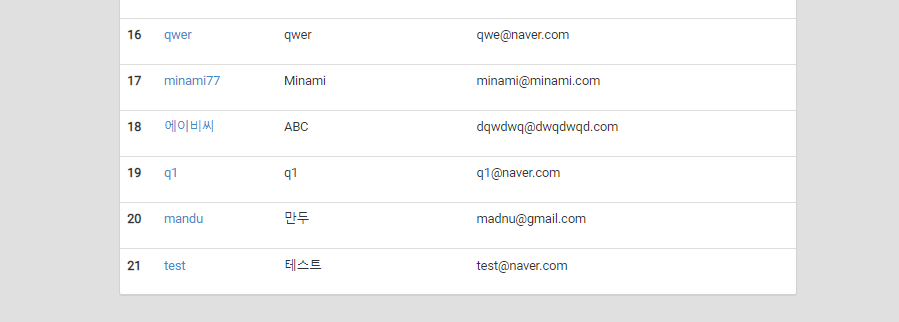 16 qwer qwer qwe@naver.com
17 minami77 Minami minami@minami.com
18 에이비씨 ABC dqwdwq@dwqdwqd.com
19 q1 q1 q1@naver.com
20 mandu 만두 madnu@gmail.com
21 test 테스트 test@naver.com